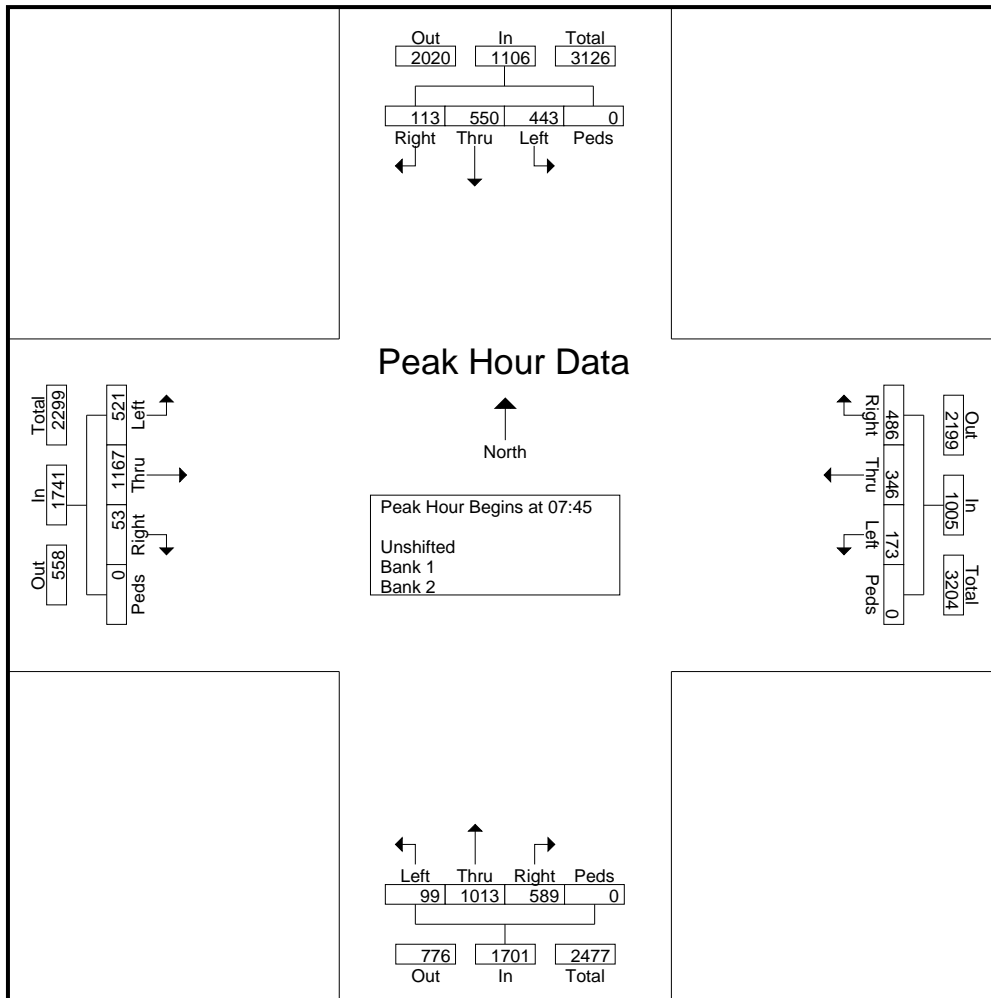 Out In Total
2020 1106 3126
113 550 443 0
Right Thru Left Peds
Peak Hour Data
North
Peak Hour Begins at 07:45
Unshifted
Bank 1
Bank 2
Total In Out
2299 1741 558
521 1167 53 0
Left Thru Right Peds
Right Thru Left Peds
486 346 173 0
Out In Total
2199 1005 3204
Left Thru Right Peds
99 1013 589 0
776 1701 2477
Out In Total